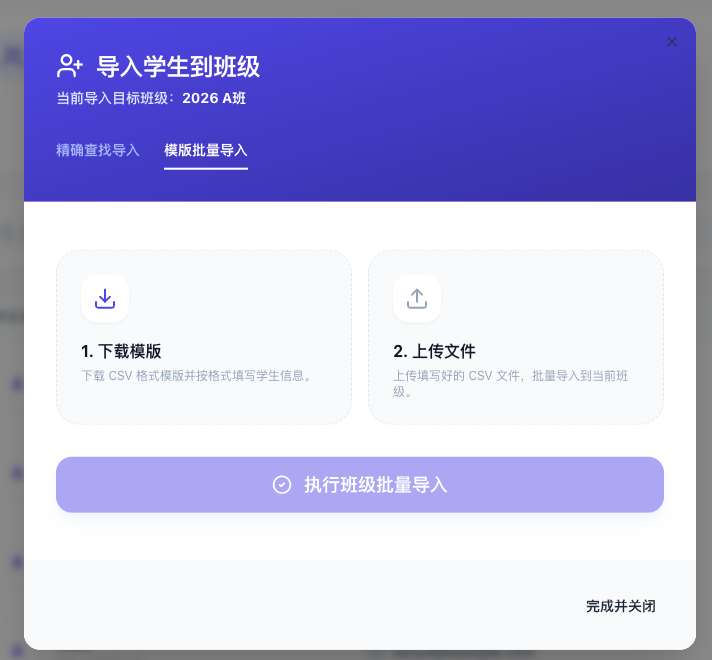 导入学生到班级
当前导入目标班级：2026 A班
精确查找导入
模版批量导入
1. 下载模版
下载 CSV 格式模版并按格式填写学生信息。
2. 上传文件
上传填写好的 CSV 文件，批量导入到当前班
级。
执行班级批量导入
完成并关闭